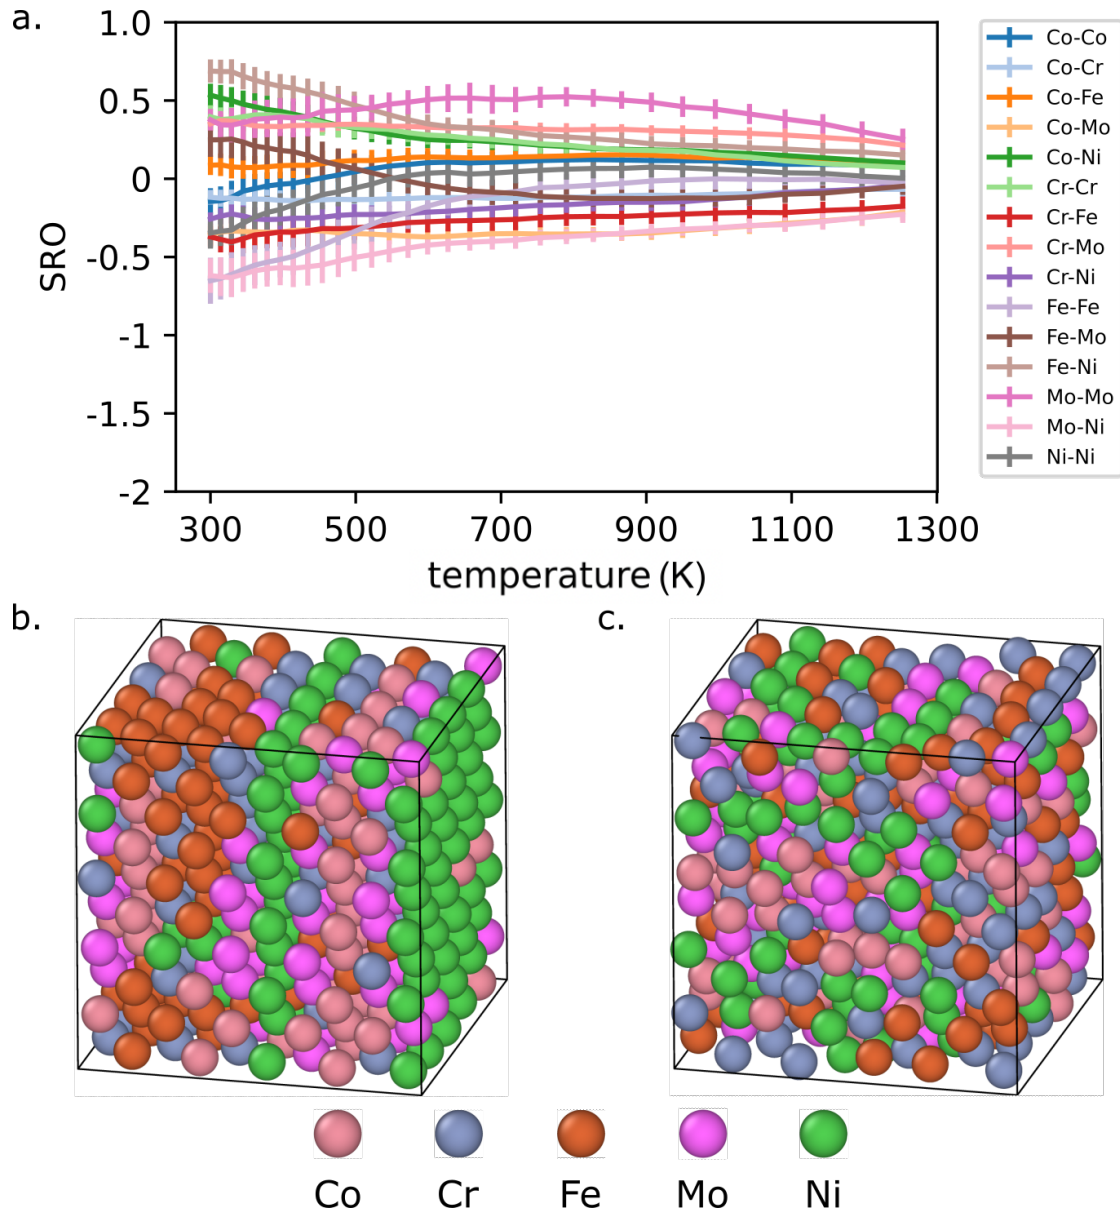 a.
1.0
0.5
0
-0.5
-1
-1.5
-2
SRO
300 500 700 900 1100 1300
temperature (K)
Co-Co
Co-Cr
Co-Fe
Co-Mo
Co-Ni
Cr-Cr
Cr-Fe
Cr-Mo
Cr-Ni
Fe-Fe
Fe-Mo
Fe-Ni
Mo-Mo
Mo-Ni
Ni-Ni
b. c.
Co Cr Fe Mo Ni